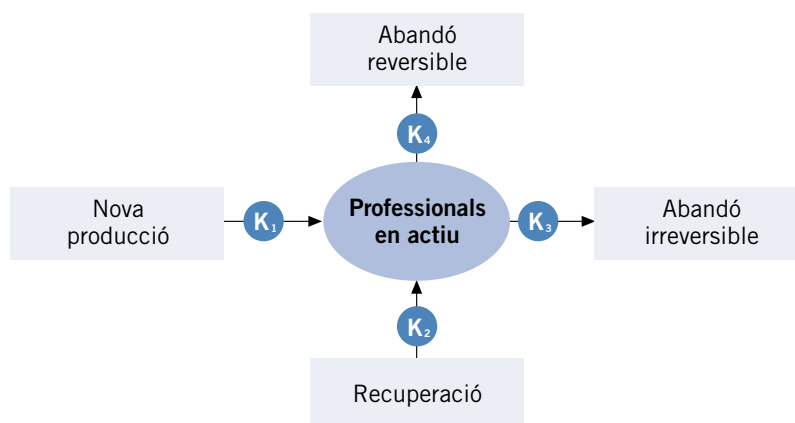 Abandó
reversible
K₄
Nova
producció
K₁
Professionals
en actiu
K₃
Abandó
irreversible
K₂
Recuperació